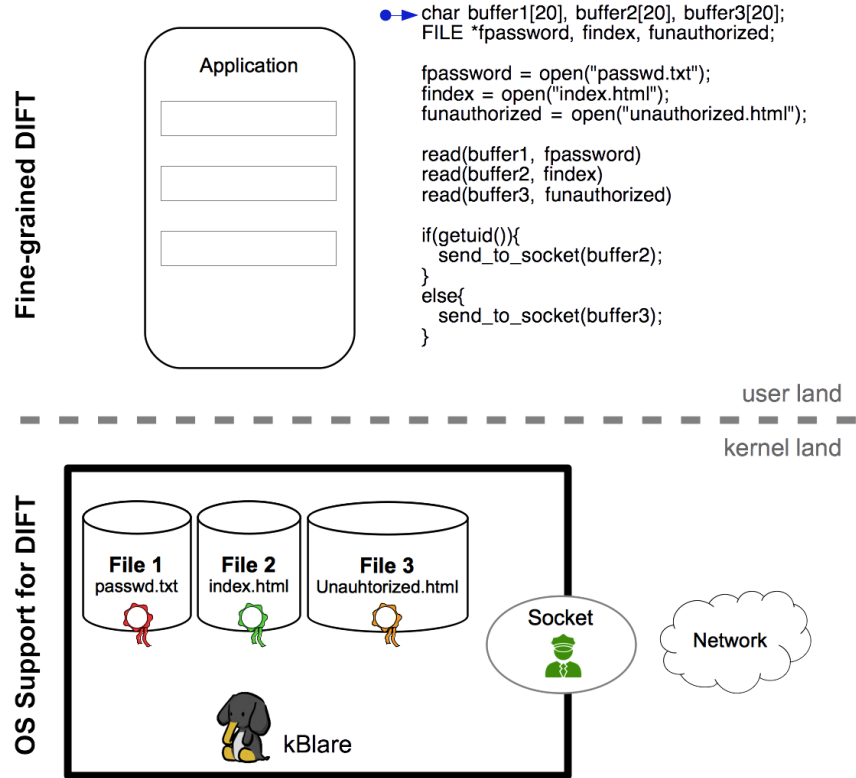 Fine-grained DIFT
Application
char buffer1[20], buffer2[20], buffer3[20];
FILE *fpassword, findex, funauthorized;
fpassword = open("passwd.txt");
findex = open("index.html");
funauthorized = open("unauthorized.html");
read(buffer1, fpassword)
read(buffer2, findex)
read(buffer3, funauthorized)
if(getuid()){
send_to_socket(buffer2);
}
else{
send_to_socket(buffer3);
}
user land
kernel land
OS Support for DIFT
File 1
passwd.txt
File 2
index.html
File 3
Unauhtorized.html
Socket
Network
kBlare